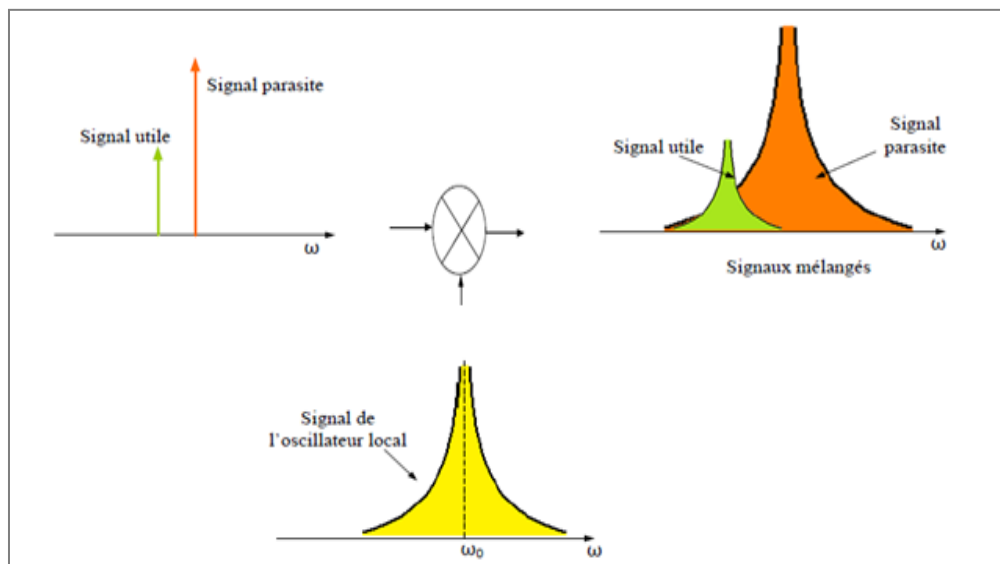 Signal parasite
Signal utile
ω
Signal utile
Signal
parasite
ω
Signaux mélangés
Signal de
l'oscillateur local
ω₀
ω